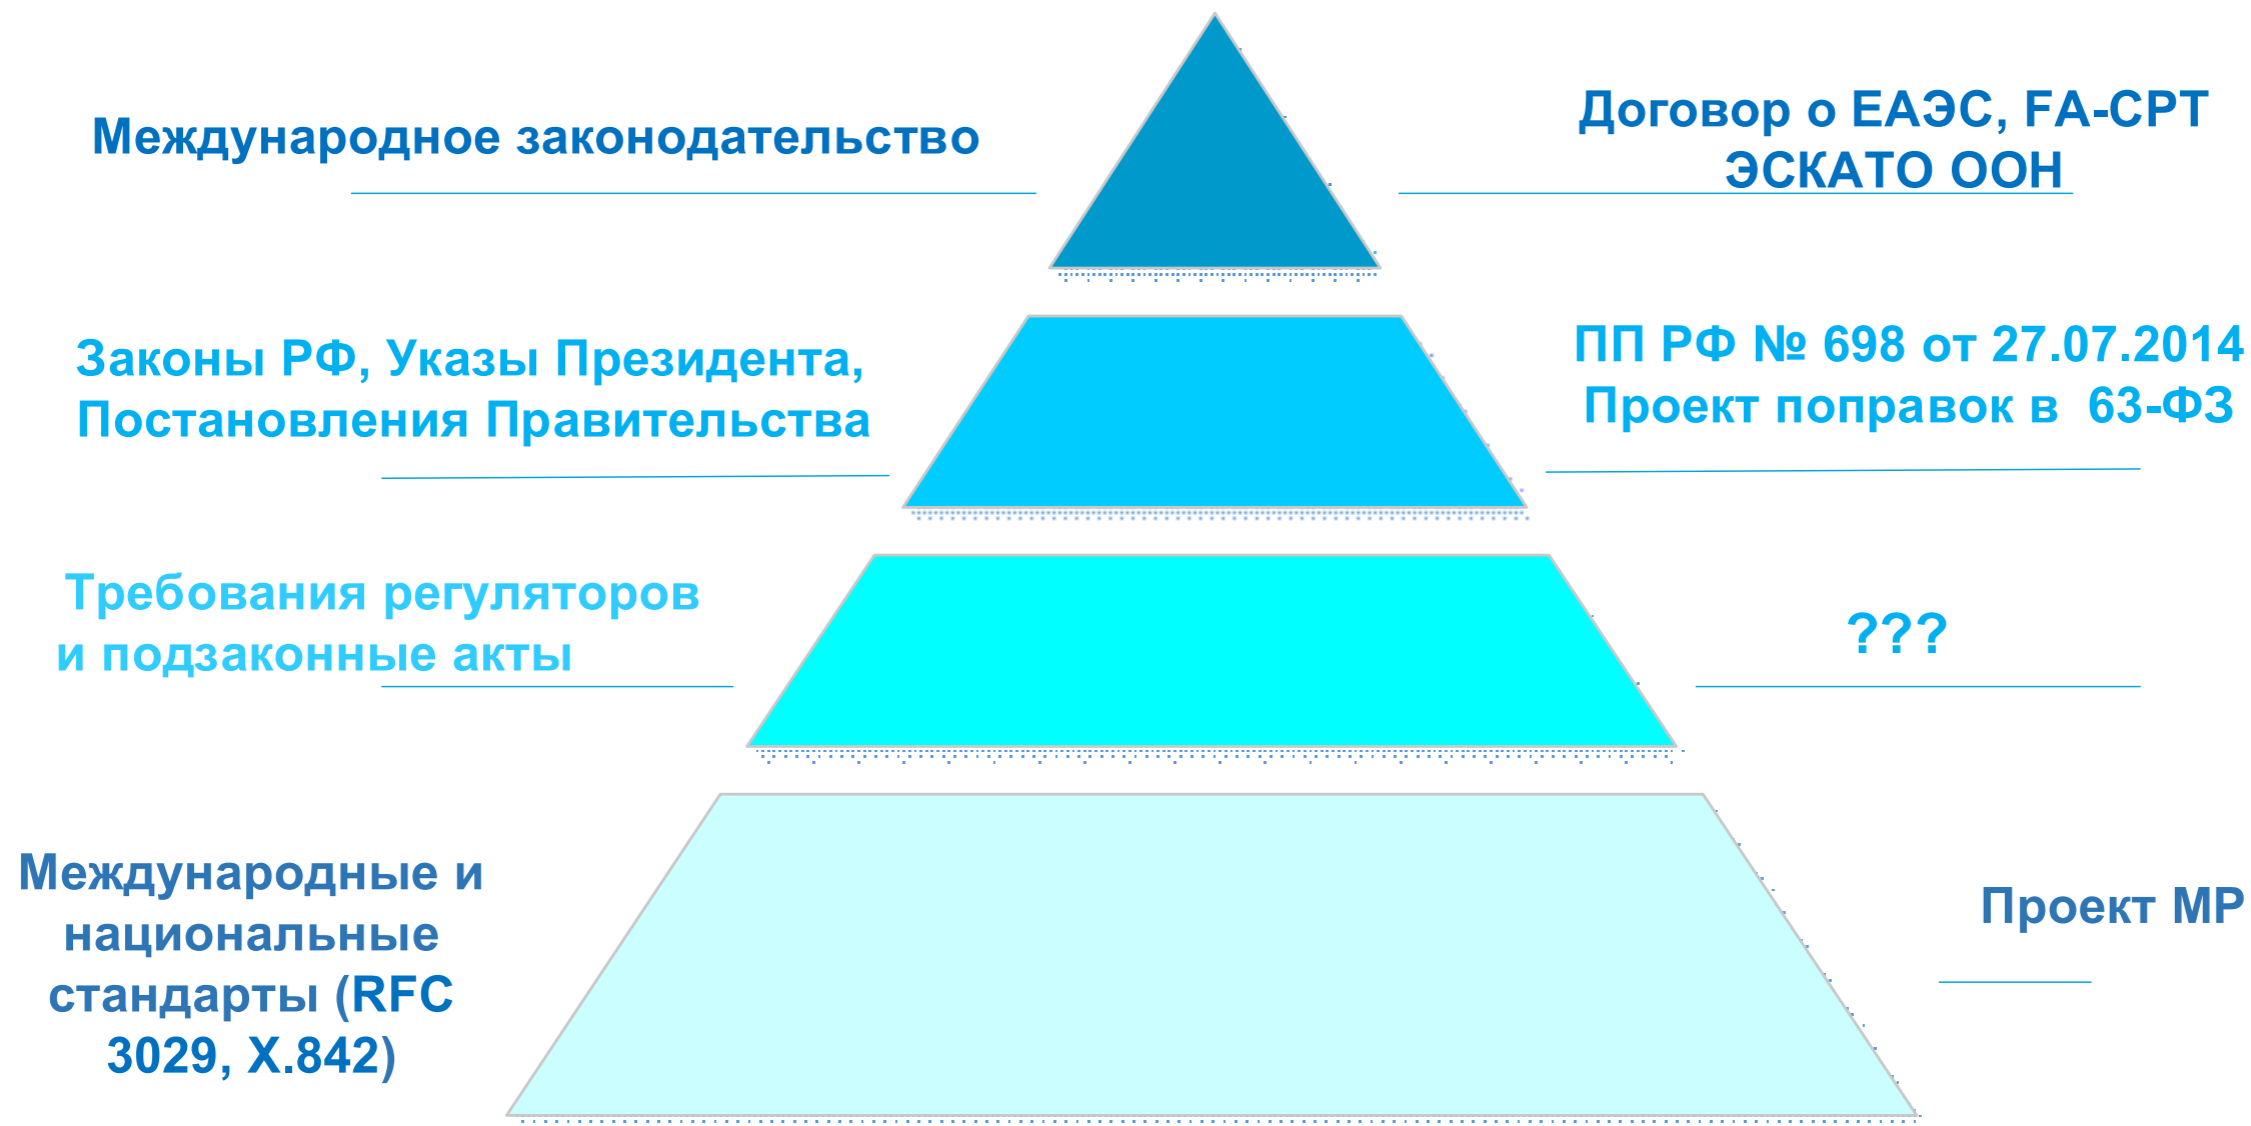 Международное законодательство
Договор о ЕАЭС, FA-CPT
ЭСКАТО ООН
Законы РФ, Указы Президента,
Постановления Правительства
ПП РФ № 698 от 27.07.2014
Проект поправок в 63-ФЗ
Требования регуляторов
и подзаконные акты
???
Международные и
национальные
стандарты (RFC
3029, X.842)
Проект МР